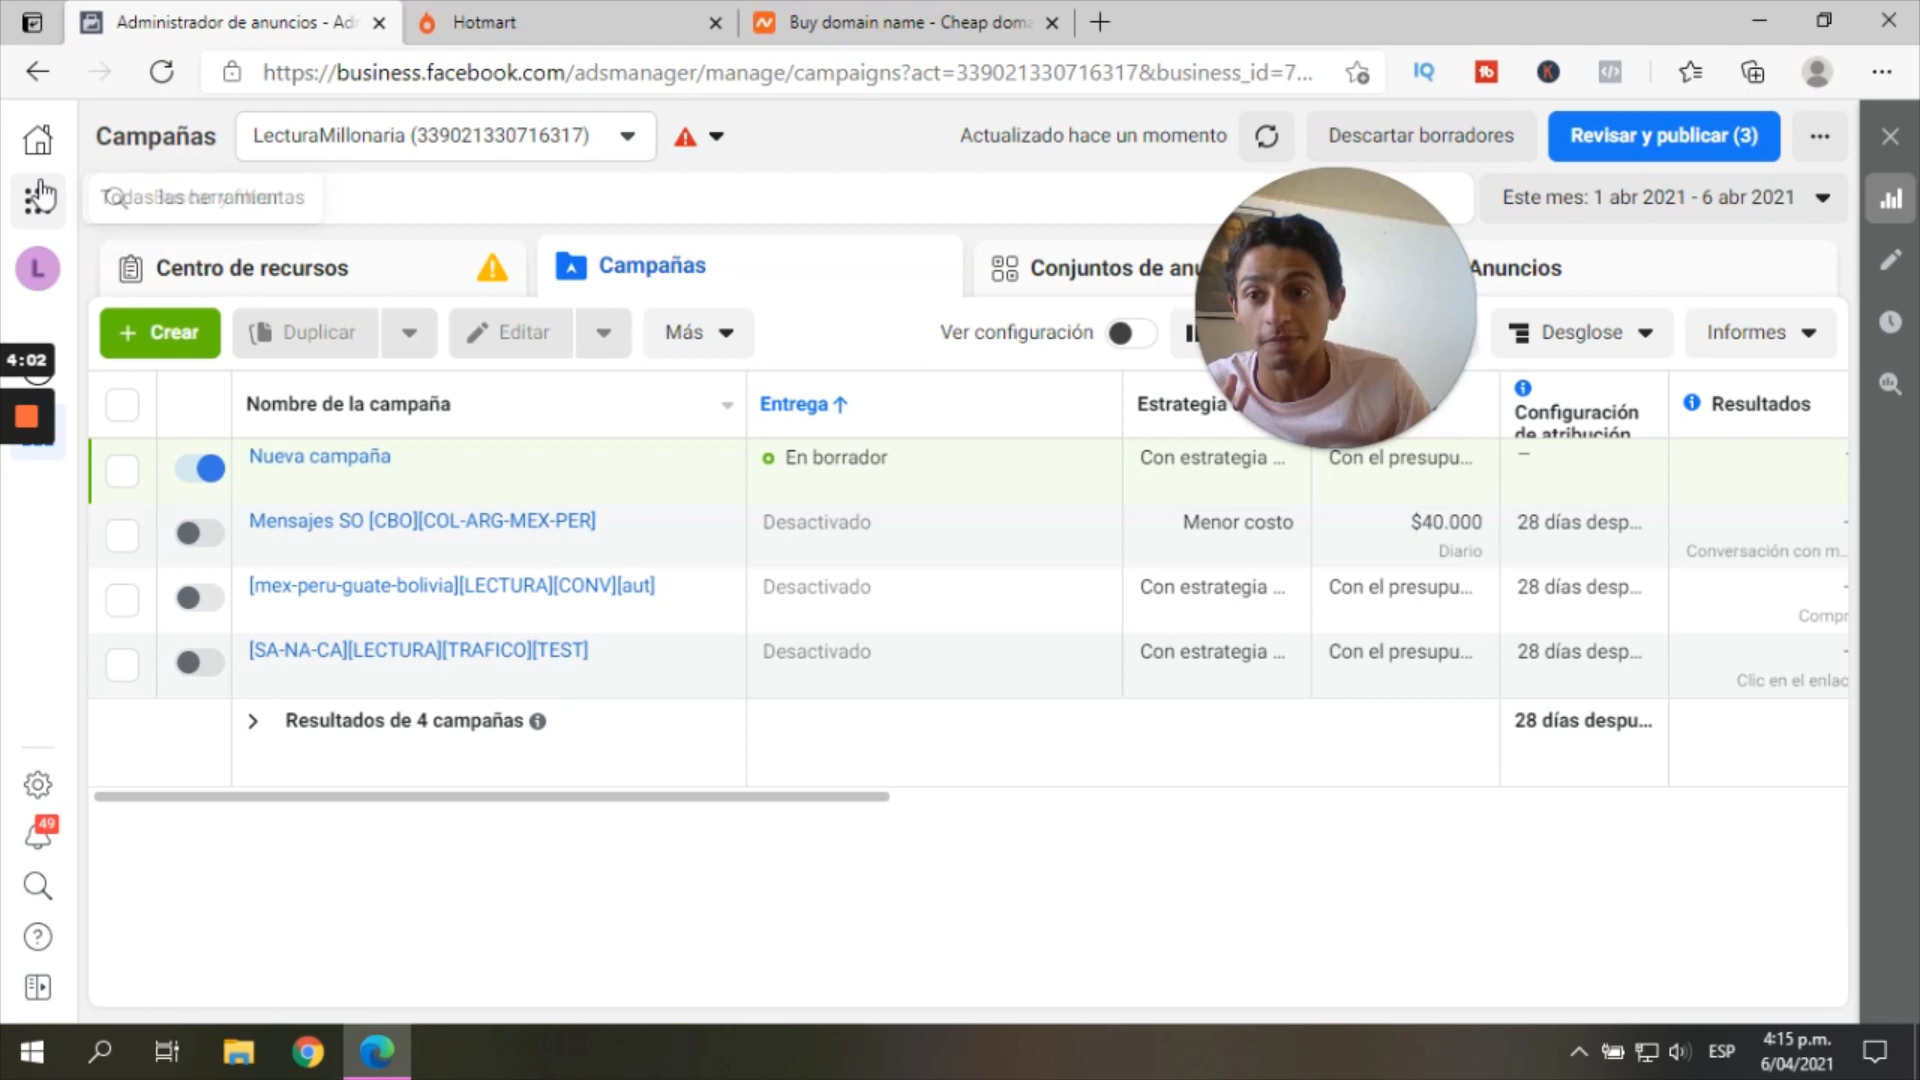 Administrador de anuncios - Ad
Hotmart
Buy domain name - Cheap doma
https://business.facebook.com/adsmanager/manage/campaigns?act=339021330716317&business_id=7...
Campañas
LecturaMillonaria (339021330716317)
Actualizado hace un momento
Descartar borradores
Revisar y publicar (3)
Todas las herramientas
Buscar y filtrar
Este mes: 1 abr 2021 - 6 abr 2021
L
Centro de recursos
Campañas
Conjuntos de anu
Anuncios
+ Crear
Duplicar
Editar
Más
Ver configuración
Desglose
Informes
4:02
Nombre de la campaña
Entrega ↑
Estrategia
Configuración de atribución
Resultados
Nueva campaña
En borrador
Con estrategia ...
Con el presupu...
–
Mensajes SO [CBO][COL-ARG-MEX-PER]
Desactivado
Menor costo
$40.000
Diario
28 días desp...
Conversación con m...
[mex-peru-guate-bolivia][LECTURA][CONV][aut]
Desactivado
Con estrategia ...
Con el presupu...
28 días desp...
Compr
[SA-NA-CA][LECTURA][TRAFICO][TEST]
Desactivado
Con estrategia ...
Con el presupu...
28 días desp...
Clic en el enlac
Resultados de 4 campañas
28 días despu...
49
ESP
4:15 p.m.
6/04/2021